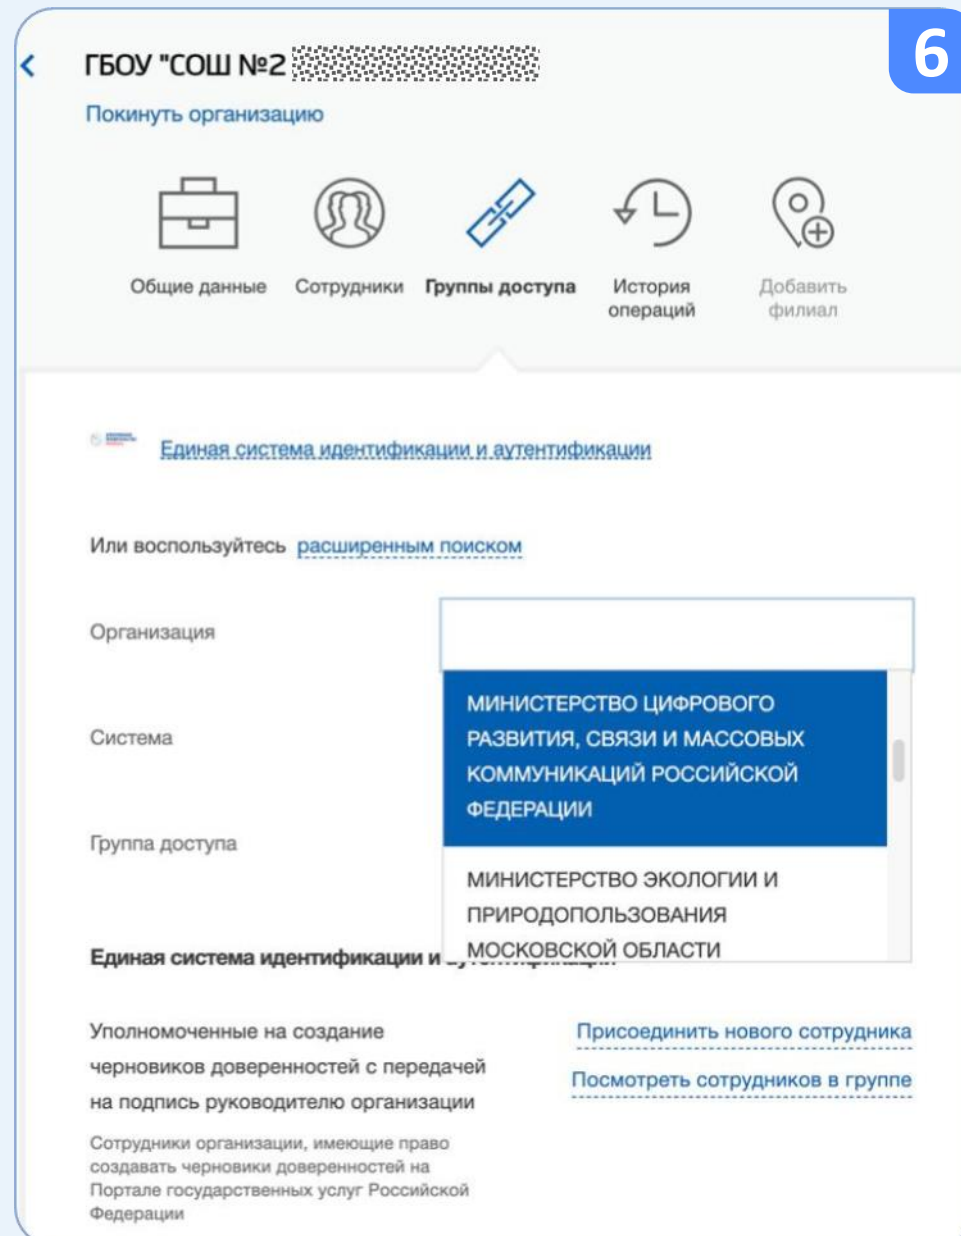 6
ГБОУ "СОШ №2
Покинуть организацию
Общие данные
Сотрудники
Группы доступа
История
операций
Добавить
филиал
Единая система идентификации и аутентификации
Или воспользуйтесь расширенным поиском
Организация
МИНИСТЕРСТВО ЦИФРОВОГО
РАЗВИТИЯ, СВЯЗИ И МАССОВЫХ
КОММУНИКАЦИЙ РОССИЙСКОЙ
ФЕДЕРАЦИИ
Система
Группа доступа
МИНИСТЕРСТВО ЭКОЛОГИИ И
ПРИРОДОПОЛЬЗОВАНИЯ
МОСКОВСКОЙ ОБЛАСТИ
Единая система идентификации и
Уполномоченные на создание
черновиков доверенностей с передачей
на подпись руководителю организации
Присоединить нового сотрудника
Посмотреть сотрудников в группе
Сотрудники организации, имеющие право
создавать черновики доверенностей на
Портале государственных услуг Российской
Федерации